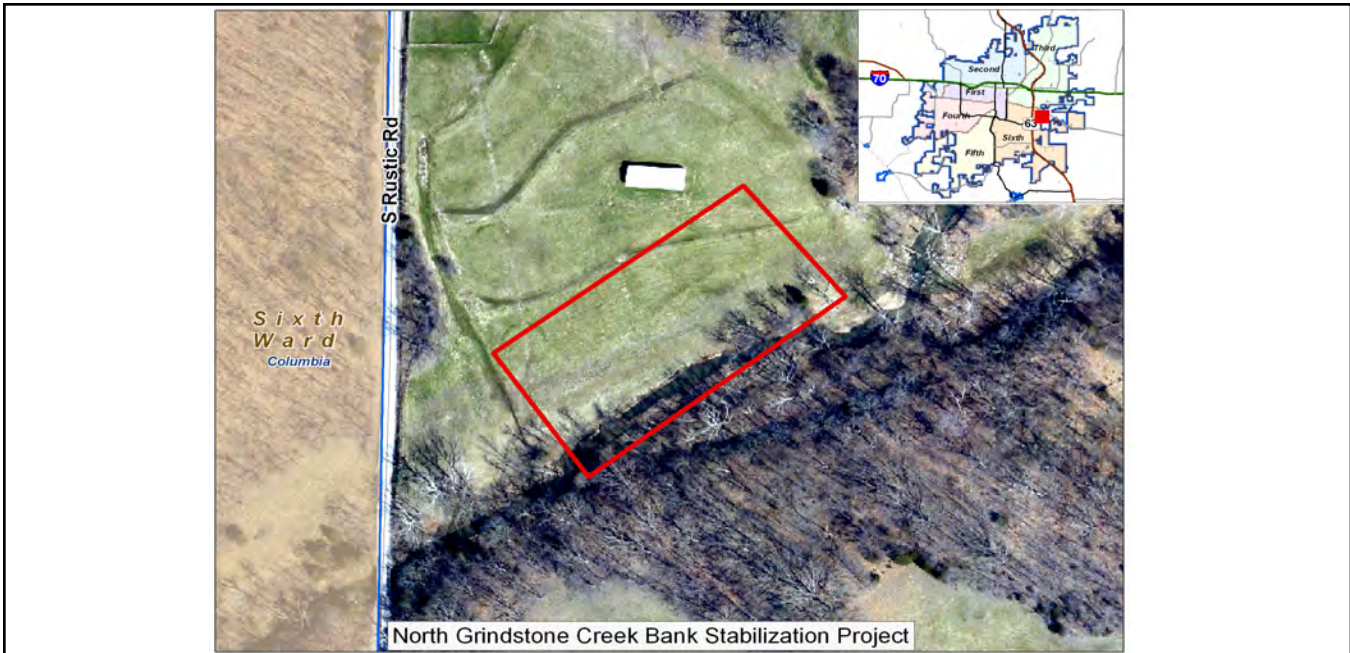 S Rustic Rd
Sixth
Ward
Columbia
North Grindstone Creek Bank Stabilization Project
Third
Second
70
First
Fourth
63
Sixth
Fifth